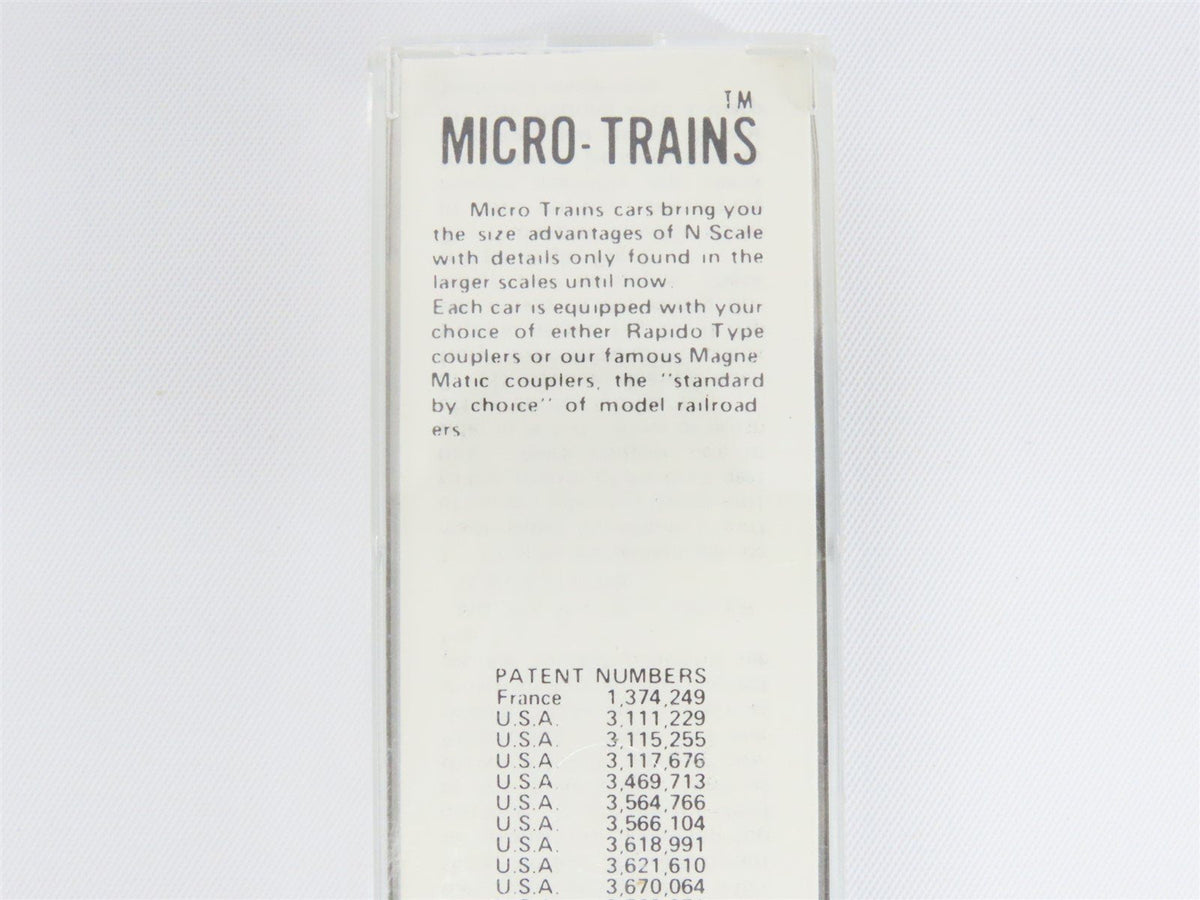 TM
MICRO-TRAINS
Micro Trains cars bring you
the size advantages of N Scale
with details only found in the
larger scales until now.
Each car is equipped with your
choice of either Rapido Type
couplers or our famous Magne
Matic couplers, the "standard
by choice" of model railroad
ers
PATENT NUMBERS
France 1,374,249
U.S.A. 3,111,229
U.S.A. 3,115,255
U.S.A. 3,117,676
U.S.A. 3,469,713
U.S.A. 3,564,766
U.S.A. 3,566,104
U.S.A. 3,618,991
U.S.A 3,621,610
U.S.A. 3,670,064